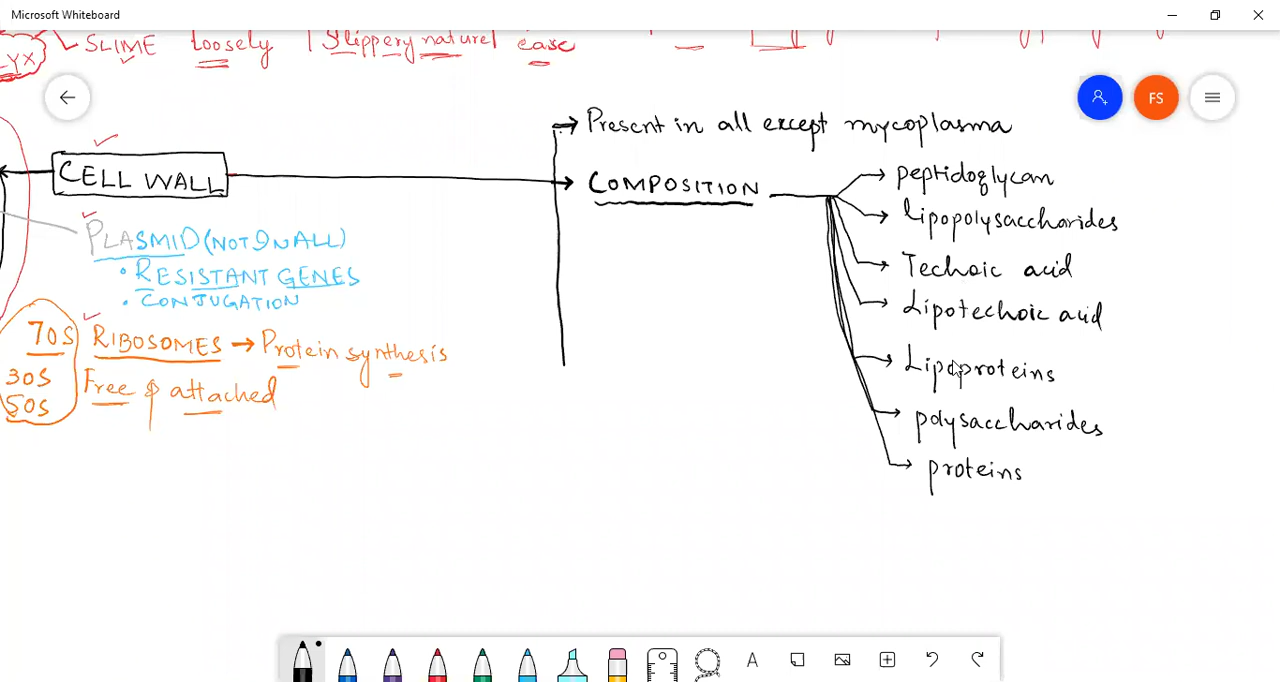 Microsoft Whiteboard
YX
SLIME loosely Slippery nature ease
FS
Present in all except mycoplasma
CELL WALL
COMPOSITION
peptidoglycan
lipopolysaccharides
Techoic acid
Lipotechoic acid
Lipoproteins
polysaccharides
proteins
PLASMID (NOT IN ALL)
• RESISTANT GENES
• CONJUGATION
70S
30S
50S
RIBOSOMES → Protein synthesis
Free & attached
A